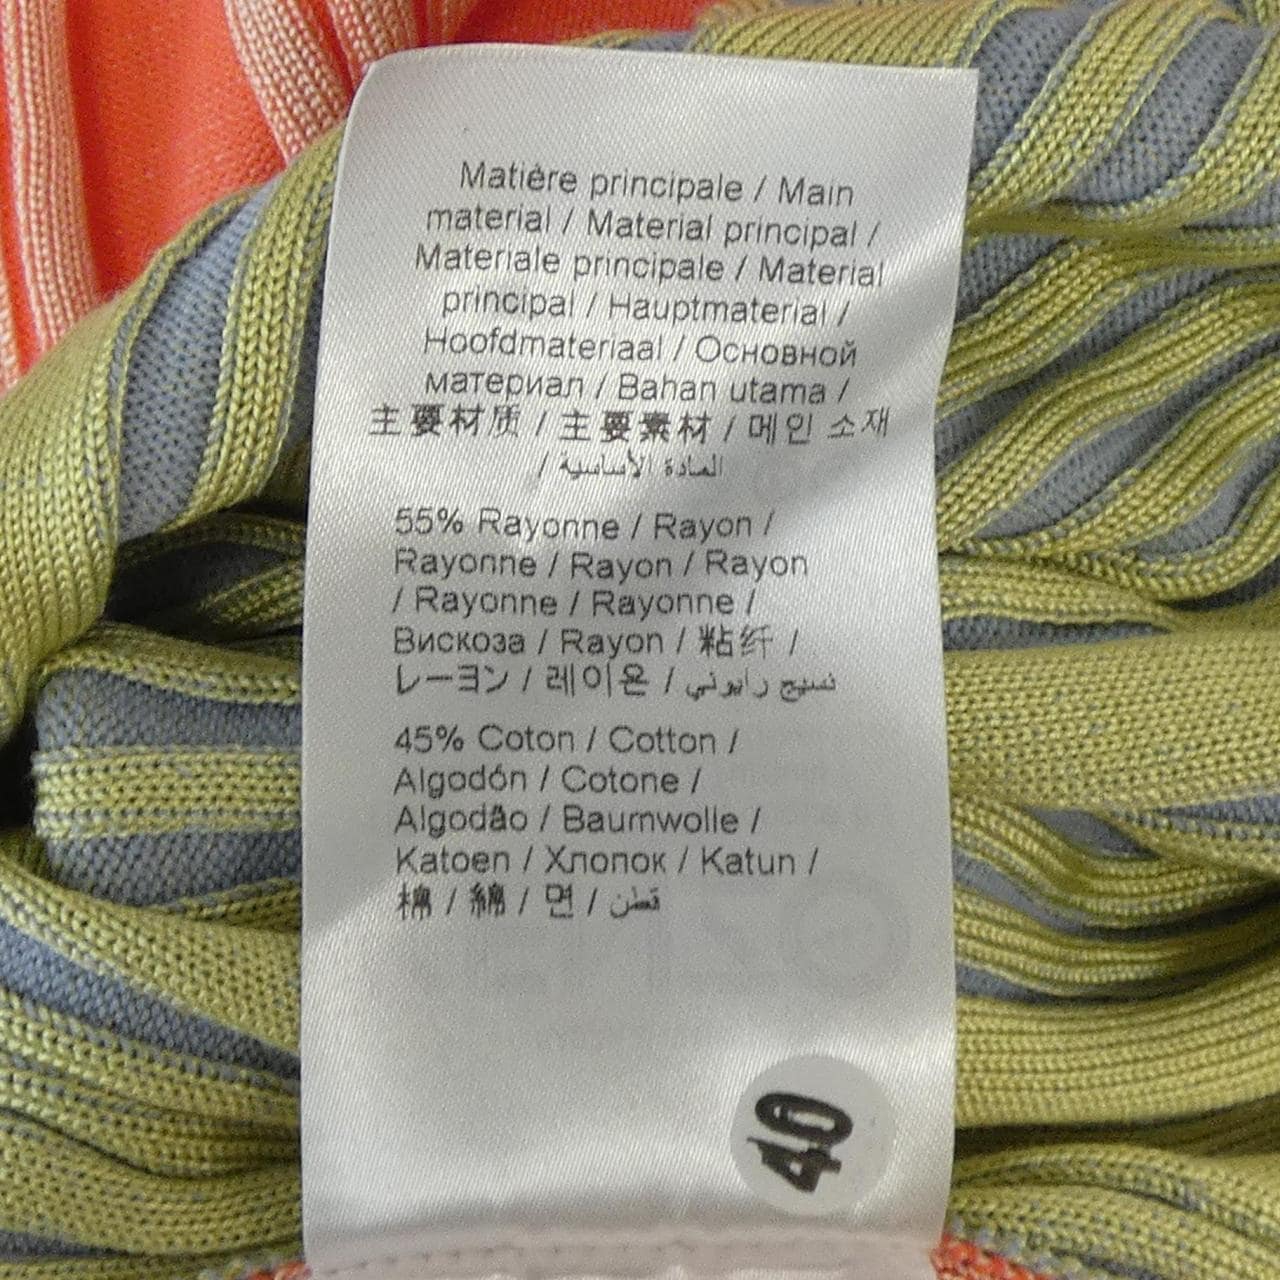 Matière principale / Main
material / Material principal /
Materiale principale / Material
principal / Hauptmaterial /
Hoofdmateriaal / Основной
материал / Bahan utama /
主要材质 / 主要素材 / 메인 소재
/ المادة الأساسية
55% Rayonne / Rayon /
Rayonne / Rayon / Rayon
/ Rayonne / Rayonne /
Вискоза / Rayon / 粘纤 /
レーヨン / 레이온 / نسيج رايوني
45% Coton / Cotton /
Algodón / Cotone /
Algodão / Baumwolle /
Katoen / Хлопок / Katun /
棉 / 綿 / 면 / قطن
40